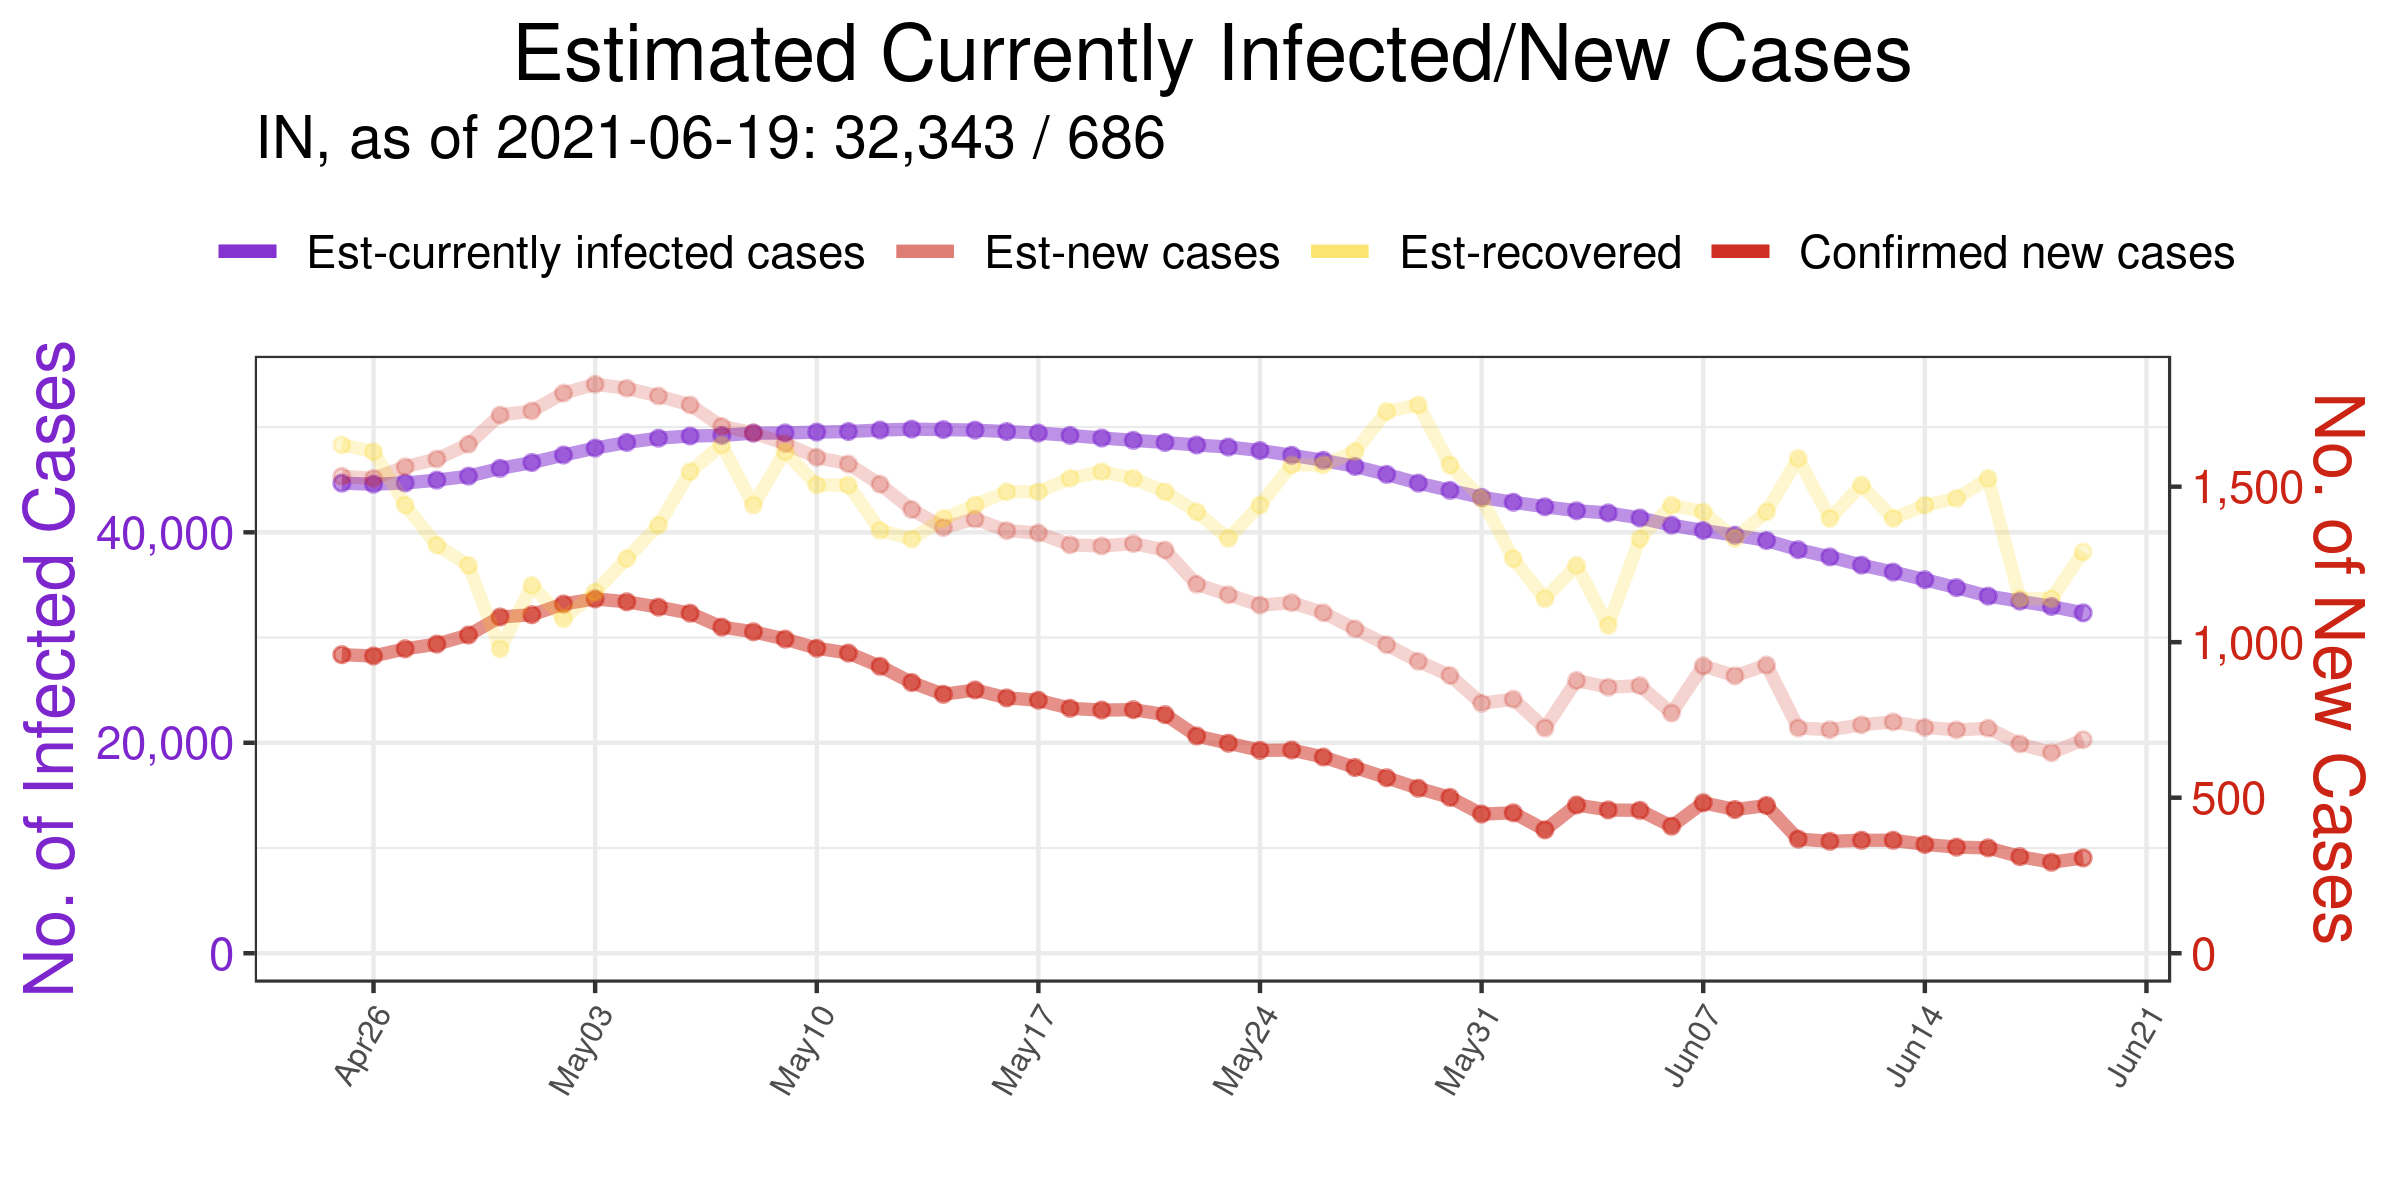 Estimated Currently Infected/New Cases
IN, as of 2021-06-19: 32,343 / 686
Est-currently infected cases Est-new cases Est-recovered Confirmed new cases
No. of Infected Cases
40,000
20,000
0
1,500
1,000
500
0
No. of New Cases
Apr26 May03 May10 May17 May24 May31 Jun07 Jun14 Jun21